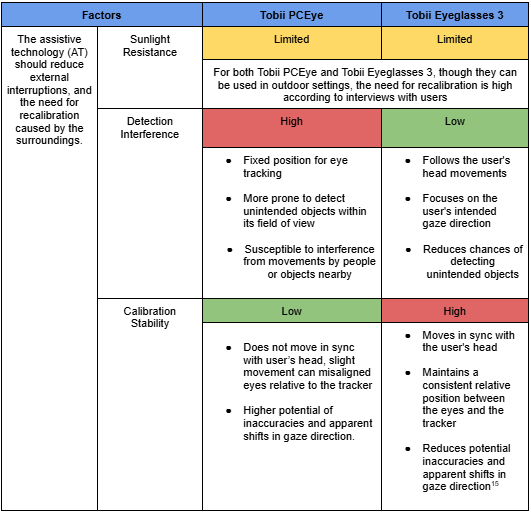 Factors
Tobii PCEye
Tobii Eyeglasses 3
The assistive
technology (AT)
should reduce
external
interruptions, and
the need for
recalibration
caused by the
surroundings.
Sunlight
Resistance
Limited
Limited
For both Tobii PCEye and Tobii Eyeglasses 3, though they can
be used in outdoor settings, the need for recalibration is high
according to interviews with users
Detection
Interference
High
Low
● Fixed position for eye
tracking
● More prone to detect
unintended objects within
its field of view
● Susceptible to interference
from movements by people
or objects nearby
● Follows the user's
head movements
● Focuses on the
user's intended
gaze direction
● Reduces chances of
detecting
unintended objects
Calibration
Stability
Low
High
● Does not move in sync
with user's head, slight
movement can misaligned
eyes relative to the tracker
● Higher potential of
inaccuracies and apparent
shifts in gaze direction.
● Moves in sync with
the user's head
● Maintains a
consistent relative
position between
the eyes and the
tracker
● Reduces potential
inaccuracies and
apparent shifts in
gaze direction¹⁵